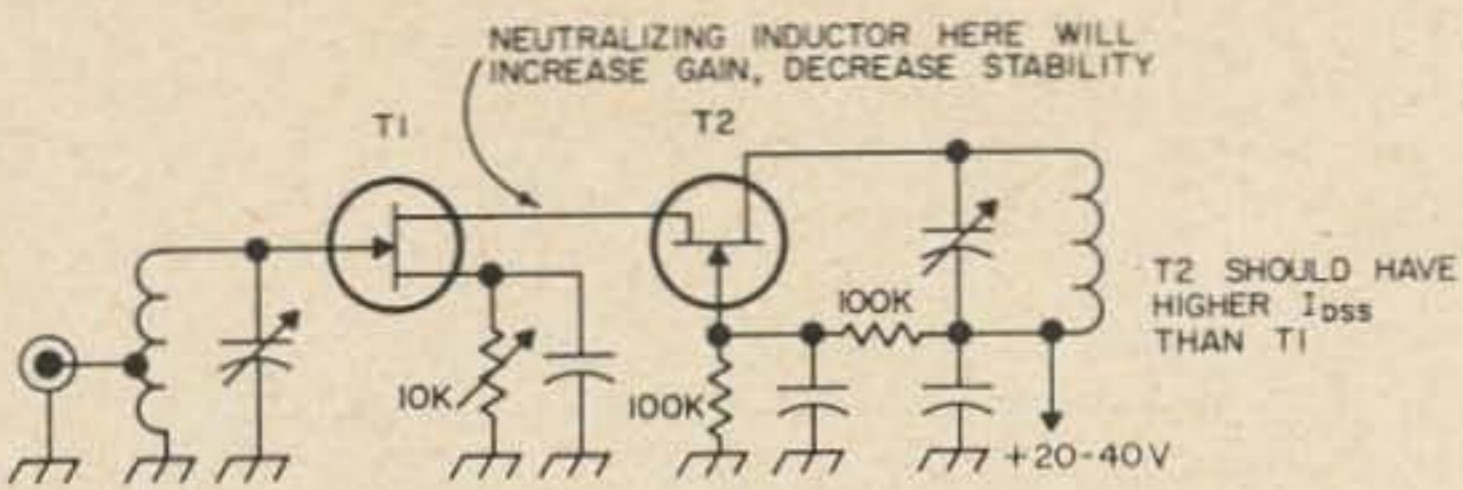 NEUTRALIZING INDUCTOR HERE WILL
INCREASE GAIN, DECREASE STABILITY
T1
T2
100K
T2 SHOULD HAVE
HIGHER IDSS
THAN T1
10K
100K
+20-40V